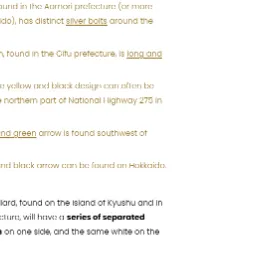 ound in the Aomori prefecture (or more
ido), has distinct silver bolts around the
, found in the Gifu prefecture, is long and
e yellow and black design can often be
northern part of National Highway 275 in
and green arrow is found southwest of
nd black arrow can be found on Hokkaido.
lard, found on the island of Kyushu and in
cture, will have a series of separated
on one side, and the same white on the